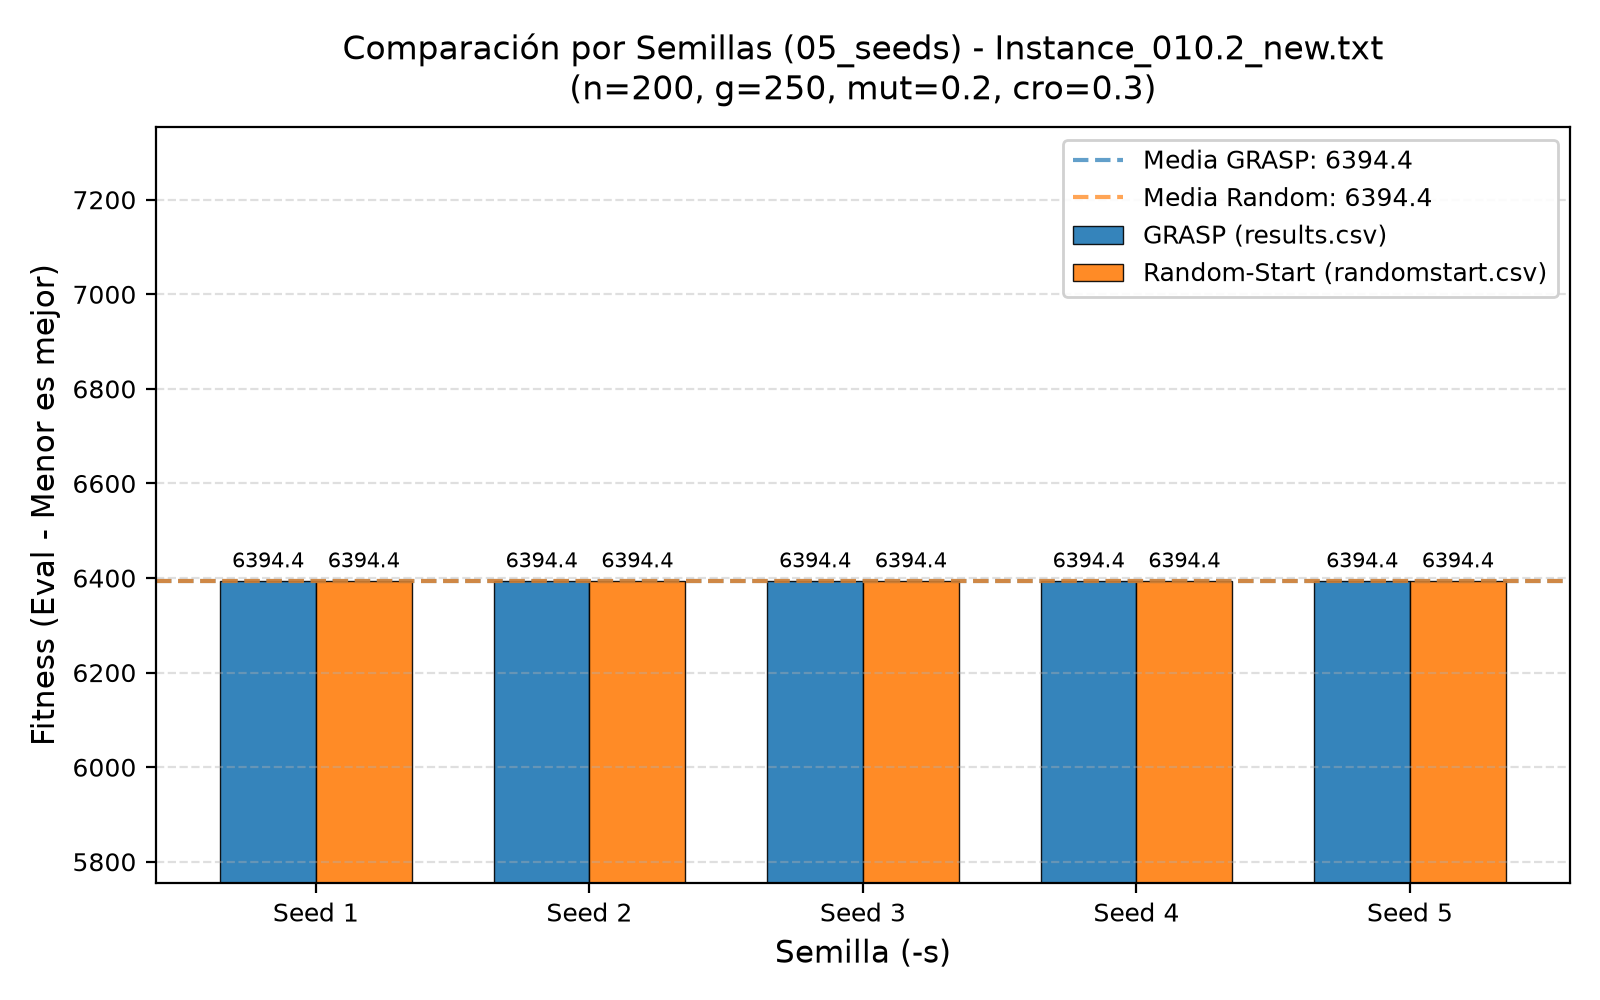 Comparación por Semillas (05_seeds) - Instance_010.2_new.txt
(n=200, g=250, mut=0.2, cro=0.3)
Media GRASP: 6394.4
Media Random: 6394.4
GRASP (results.csv)
Random-Start (randomstart.csv)
Fitness (Eval - Menor es mejor)
7200
7000
6800
6600
6400
6200
6000
5800
6394.4 6394.4 6394.4 6394.4 6394.4 6394.4 6394.4 6394.4 6394.4 6394.4
Seed 1 Seed 2 Seed 3 Seed 4 Seed 5
Semilla (-s)